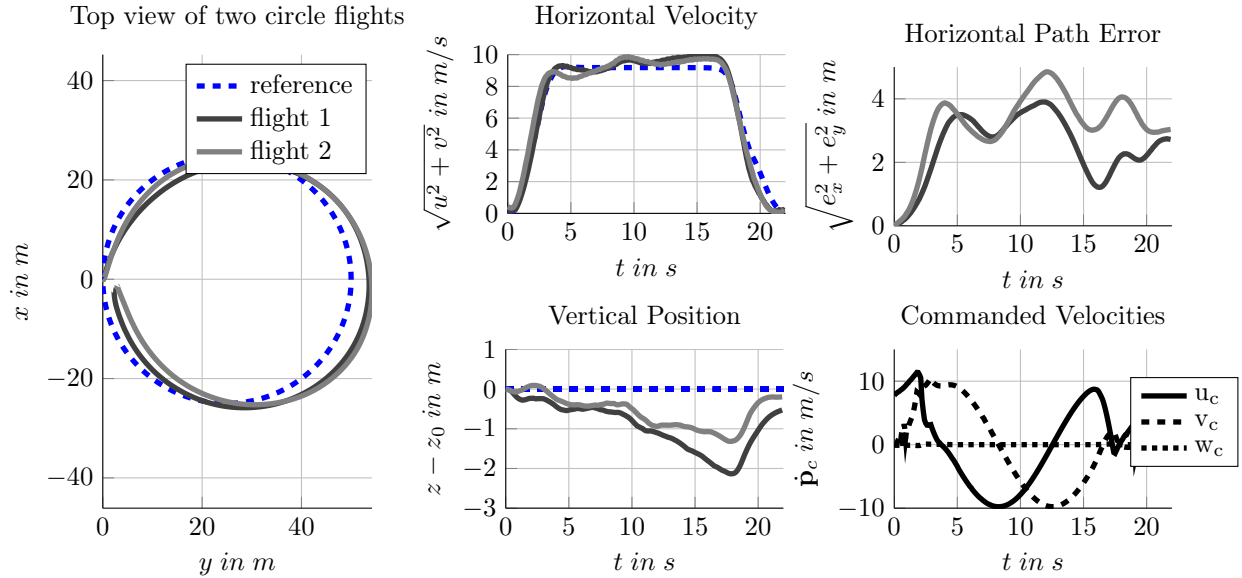 Top view of two circle flights
40
20
0
−20
−40
0
20
40
x in m
y in m
reference
flight 1
flight 2
Horizontal Velocity
10
8
6
4
2
0
0
5
10
15
20
√u² + v² in m/s
t in s
Horizontal Path Error
4
2
0
0
5
10
15
20
√e²ₓ + e²ᵧ in m
t in s
Vertical Position
1
0
−1
−2
−3
0
5
10
15
20
z − z₀ in m
t in s
Commanded Velocities
10
0
−10
0
5
10
15
20
ṗ_c in m/s
t in s
u_c
v_c
w_c